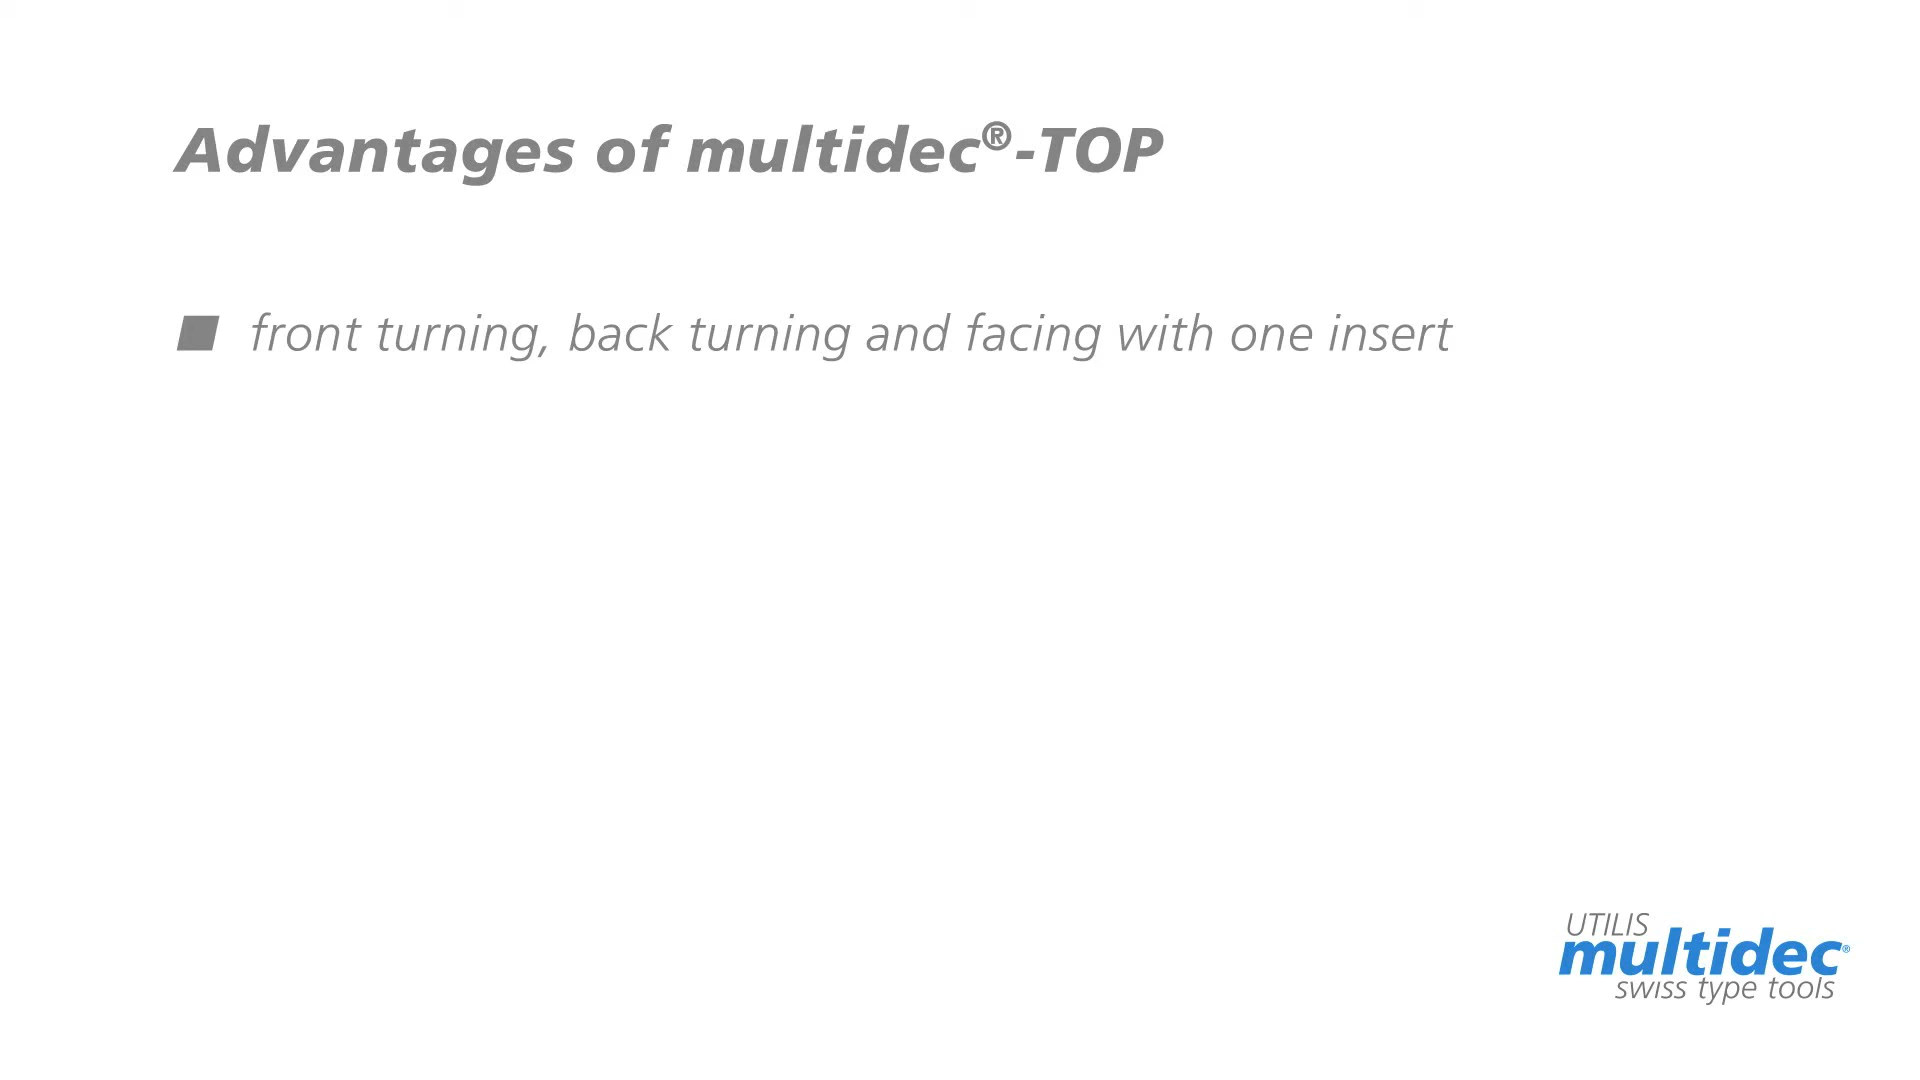 Advantages of multidec®-TOP
■ front turning, back turning and facing with one insert
UTILIS
multidec®
swiss type tools